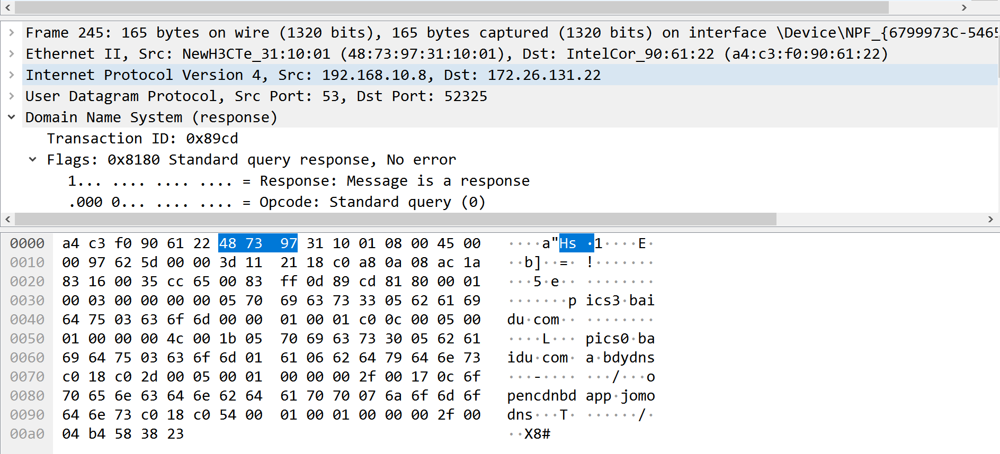 Frame 245: 165 bytes on wire (1320 bits), 165 bytes captured (1320 bits) on interface \Device\NPF_{6799973C-5465
Ethernet II, Src: NewH3CTe_31:10:01 (48:73:97:31:10:01), Dst: IntelCor_90:61:22 (a4:c3:f0:90:61:22)
Internet Protocol Version 4, Src: 192.168.10.8, Dst: 172.26.131.22
User Datagram Protocol, Src Port: 53, Dst Port: 52325
Domain Name System (response)
Transaction ID: 0x89cd
Flags: 0x8180 Standard query response, No error
1... .... .... .... = Response: Message is a response
.000 0... .... .... = Opcode: Standard query (0)
0000 a4 c3 f0 90 61 22 48 73 97 31 10 01 08 00 45 00 ····a"Hs ·1····E·
0010 00 97 62 5d 00 00 3d 11 21 18 c0 a8 0a 08 ac 1a ··b]··=· !·······
0020 83 16 00 35 cc 65 00 83 ff 0d 89 cd 81 80 00 01 ···5·e·· ········
0030 00 03 00 00 00 00 05 70 69 63 73 33 05 62 61 69 ·······p ics3·bai
0040 64 75 03 63 6f 6d 00 00 01 00 01 c0 0c 00 05 00 du·com·· ········
0050 01 00 00 00 4c 00 1b 05 70 69 63 73 30 05 62 61 ····L··· pics0·ba
0060 69 64 75 03 63 6f 6d 01 61 06 62 64 79 64 6e 73 idu·com· a·bdydns
0070 c0 18 c0 2d 00 05 00 01 00 00 00 2f 00 17 0c 6f ···-···· ···/···o
0080 70 65 6e 63 64 6e 62 64 61 70 70 07 6a 6f 6d 6f pencdnbd app·jomo
0090 64 6e 73 c0 18 c0 54 00 01 00 01 00 00 00 2f 00 dns···T· ······/·
00a0 04 b4 58 38 23 ··X8#